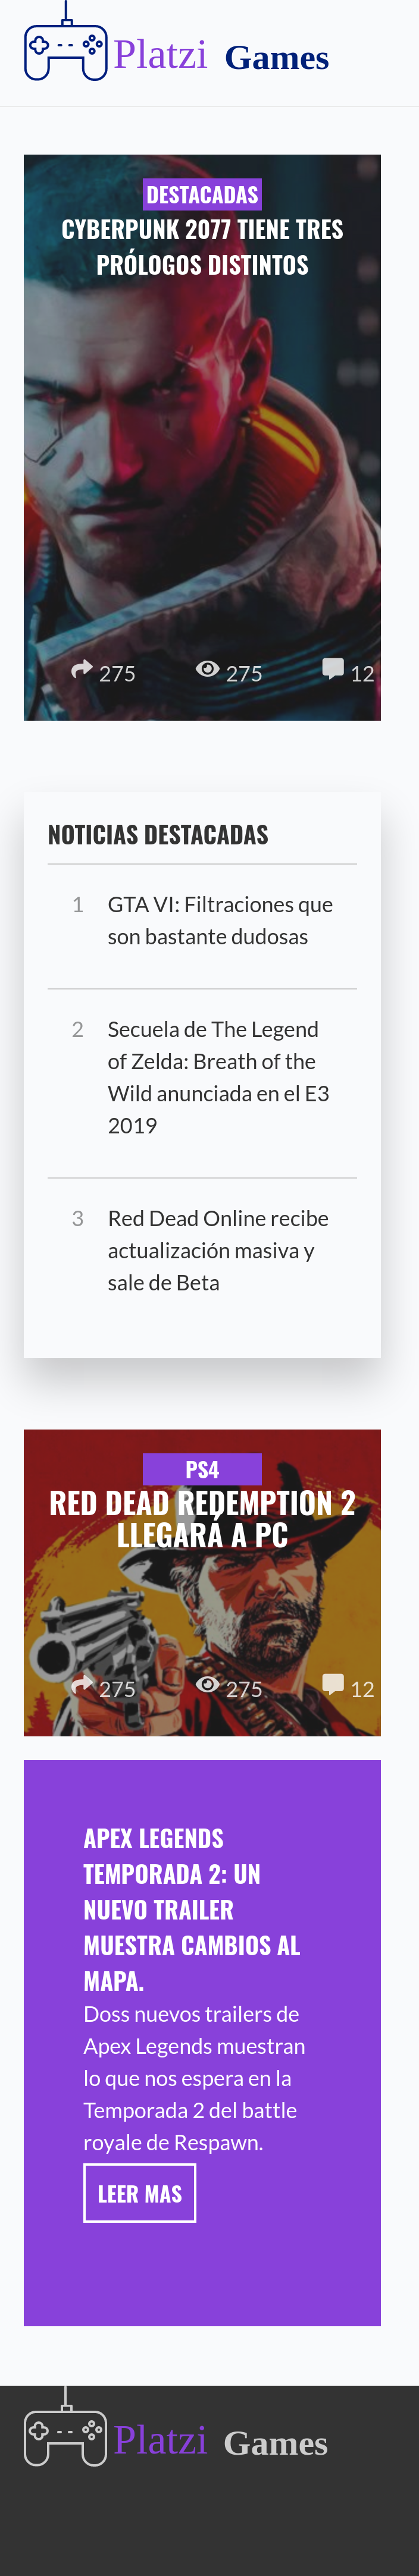 Platzi Games
DESTACADAS
CYBERPUNK 2077 TIENE TRES
PRÓLOGOS DISTINTOS
275 275 12
NOTICIAS DESTACADAS
1 GTA VI: Filtraciones que
son bastante dudosas
2 Secuela de The Legend
of Zelda: Breath of the
Wild anunciada en el E3
2019
3 Red Dead Online recibe
actualización masiva y
sale de Beta
PS4
RED DEAD REDEMPTION 2
LLEGARÁ A PC
275 275 12
APEX LEGENDS
TEMPORADA 2: UN
NUEVO TRAILER
MUESTRA CAMBIOS AL
MAPA.
Doss nuevos trailers de
Apex Legends muestran
lo que nos espera en la
Temporada 2 del battle
royale de Respawn.
LEER MAS
Platzi Games